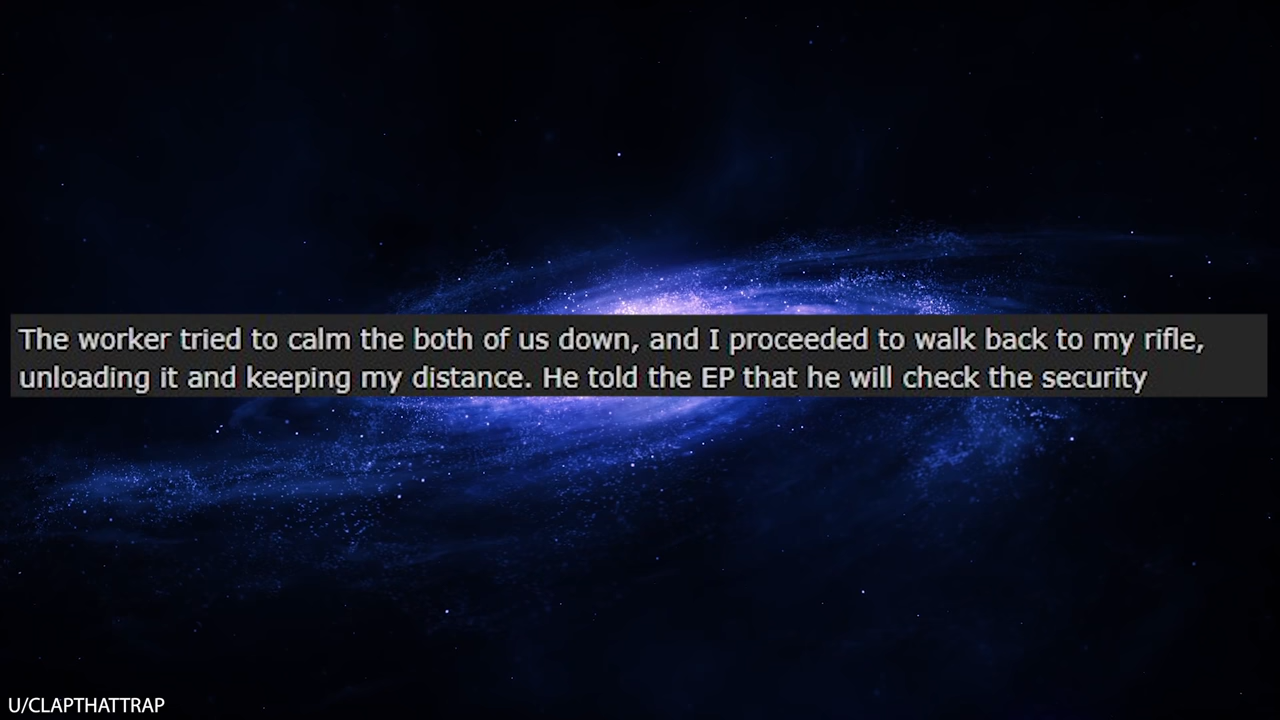 The worker tried to calm the both of us down, and I proceeded to walk back to my rifle,
unloading it and keeping my distance. He told the EP that he will check the security
U/CLAPTHATTRAP